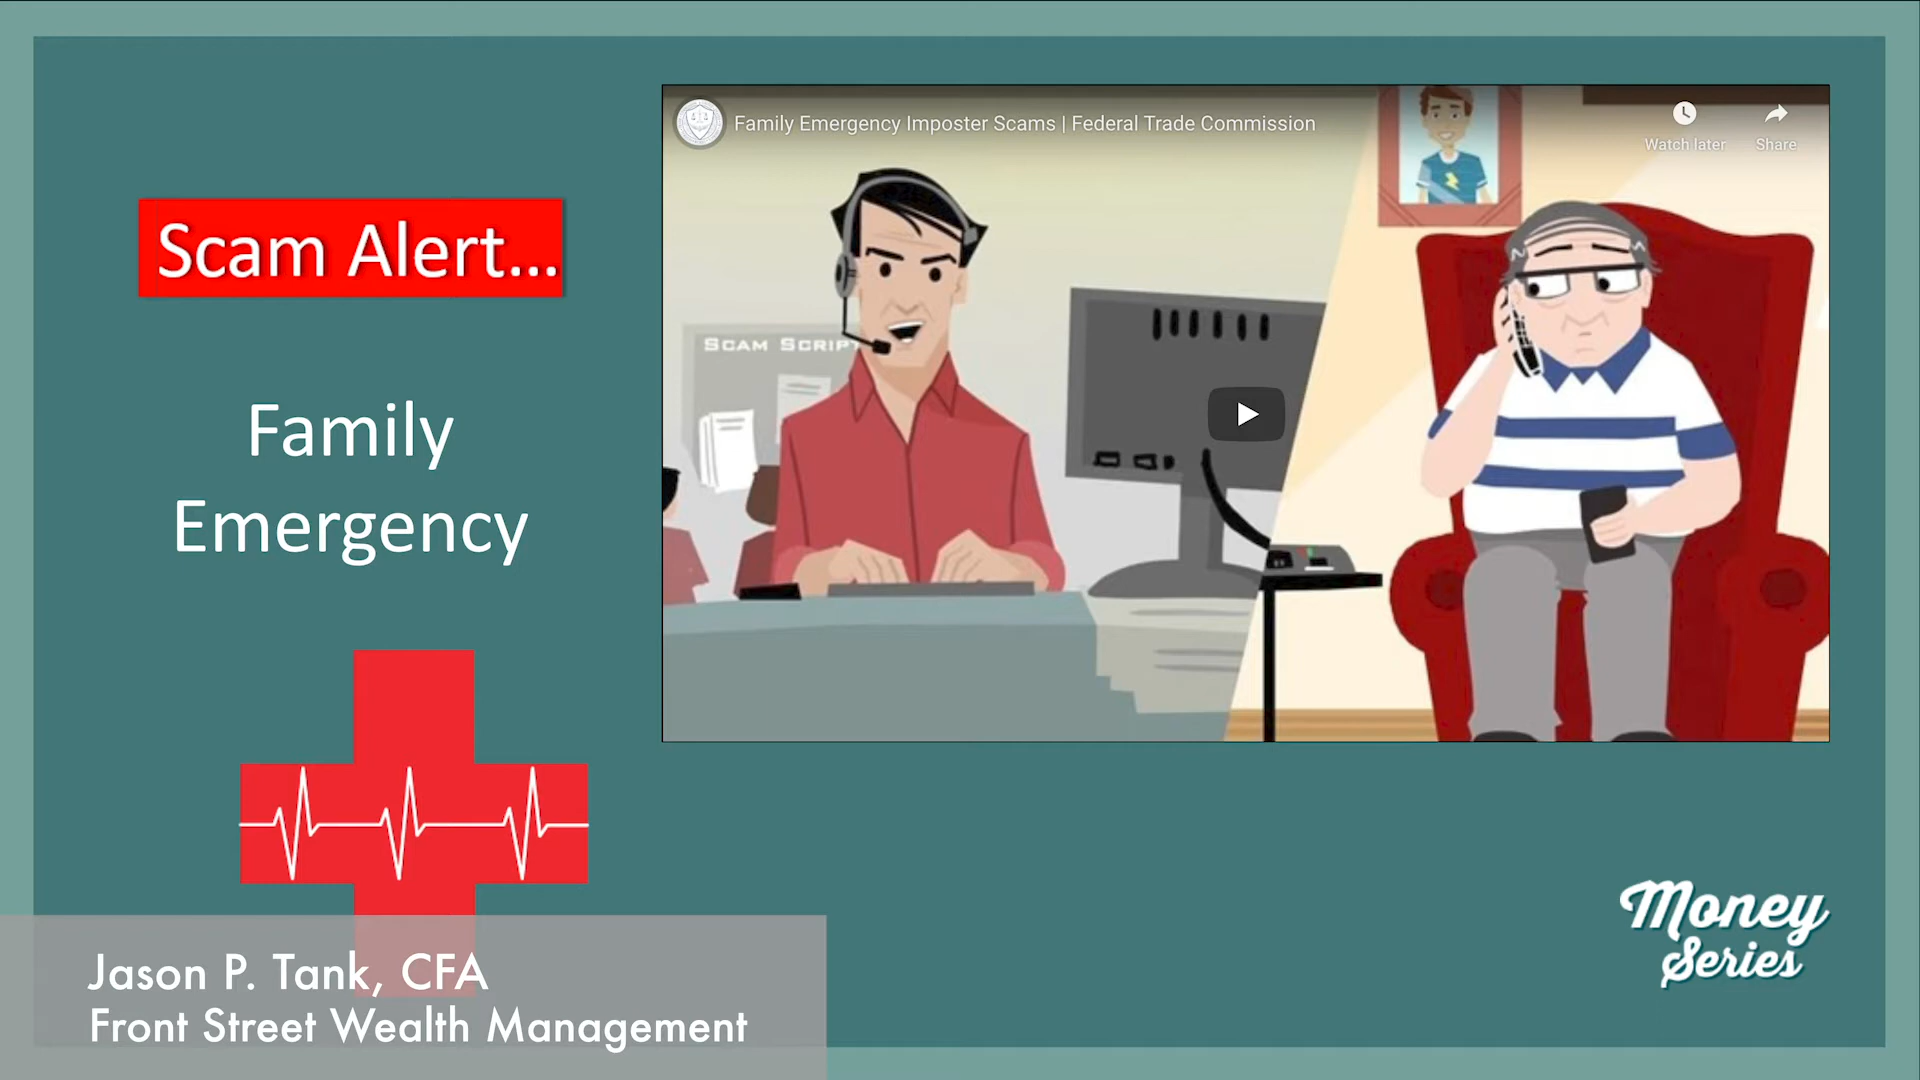 Scam Alert...
Family
Emergency
Family Emergency Imposter Scams | Federal Trade Commission
Watch later
Share
SCAM SCRIPT
Money
Series
Jason P. Tank, CFA
Front Street Wealth Management